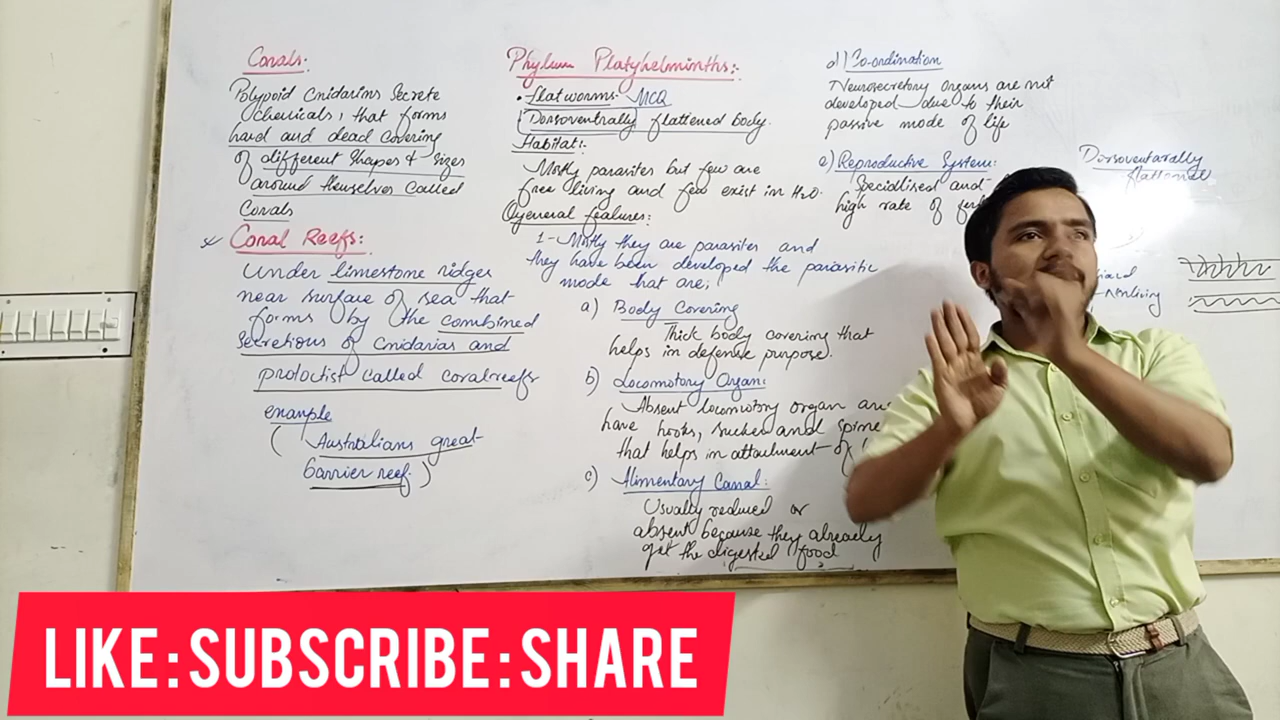 Corals:
Polypoid Cnidarins Secrete
Chemicals, that forms
hard and dead covering
of different shapes & sizes
around themselves called
Corals
Coral Reefs:
Under limestone ridges
near surface of sea that
forms by the combined
Secretions of Cnidarias and
protoctist called coral reefs
example
( Australians great
barrier reef )
Phylum Platyhelminths:
• flatworms: MCQ
Dorsoventrally flattened body.
Habitat:
Mostly parasites but few are
free living and few exist in H2O.
General features:
1- Mostly they are parasites and
they have been developed the parasitic
mode that are,
a) Body Covering
Thick body covering that
helps in defense purpose.
b) Locomotory Organ:
Absent locomotory organ and
have hooks, sucker and spine
that helps in attachment of
c) Alimentary Canal:
Usually reduced or
absent because they already
get the digested food
d) Co-ordination
Neurosecretory organs are not
developed due to their
passive mode of life
e) Reproductive System:
Specialised and
high rate of
Dorsoventarally
flattened
- Nonliving
LIKE : SUBSCRIBE : SHARE